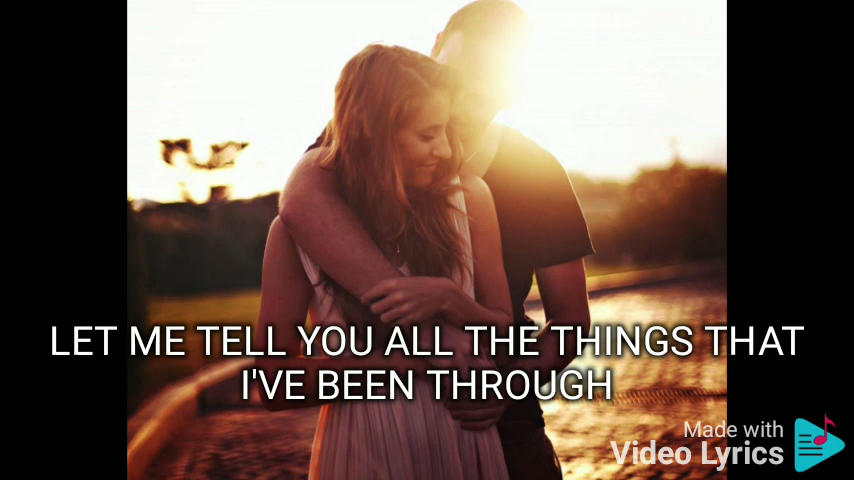 LET ME TELL YOU ALL THE THINGS THAT
I'VE BEEN THROUGH
Made with
Video Lyrics